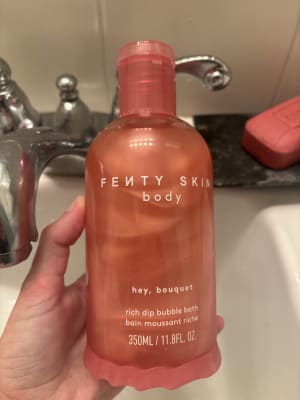 FENTY SKIN
body
hey, bouquet
rich dip bubble bath
bain moussant riche
350ML / 11.8FL. OZ.